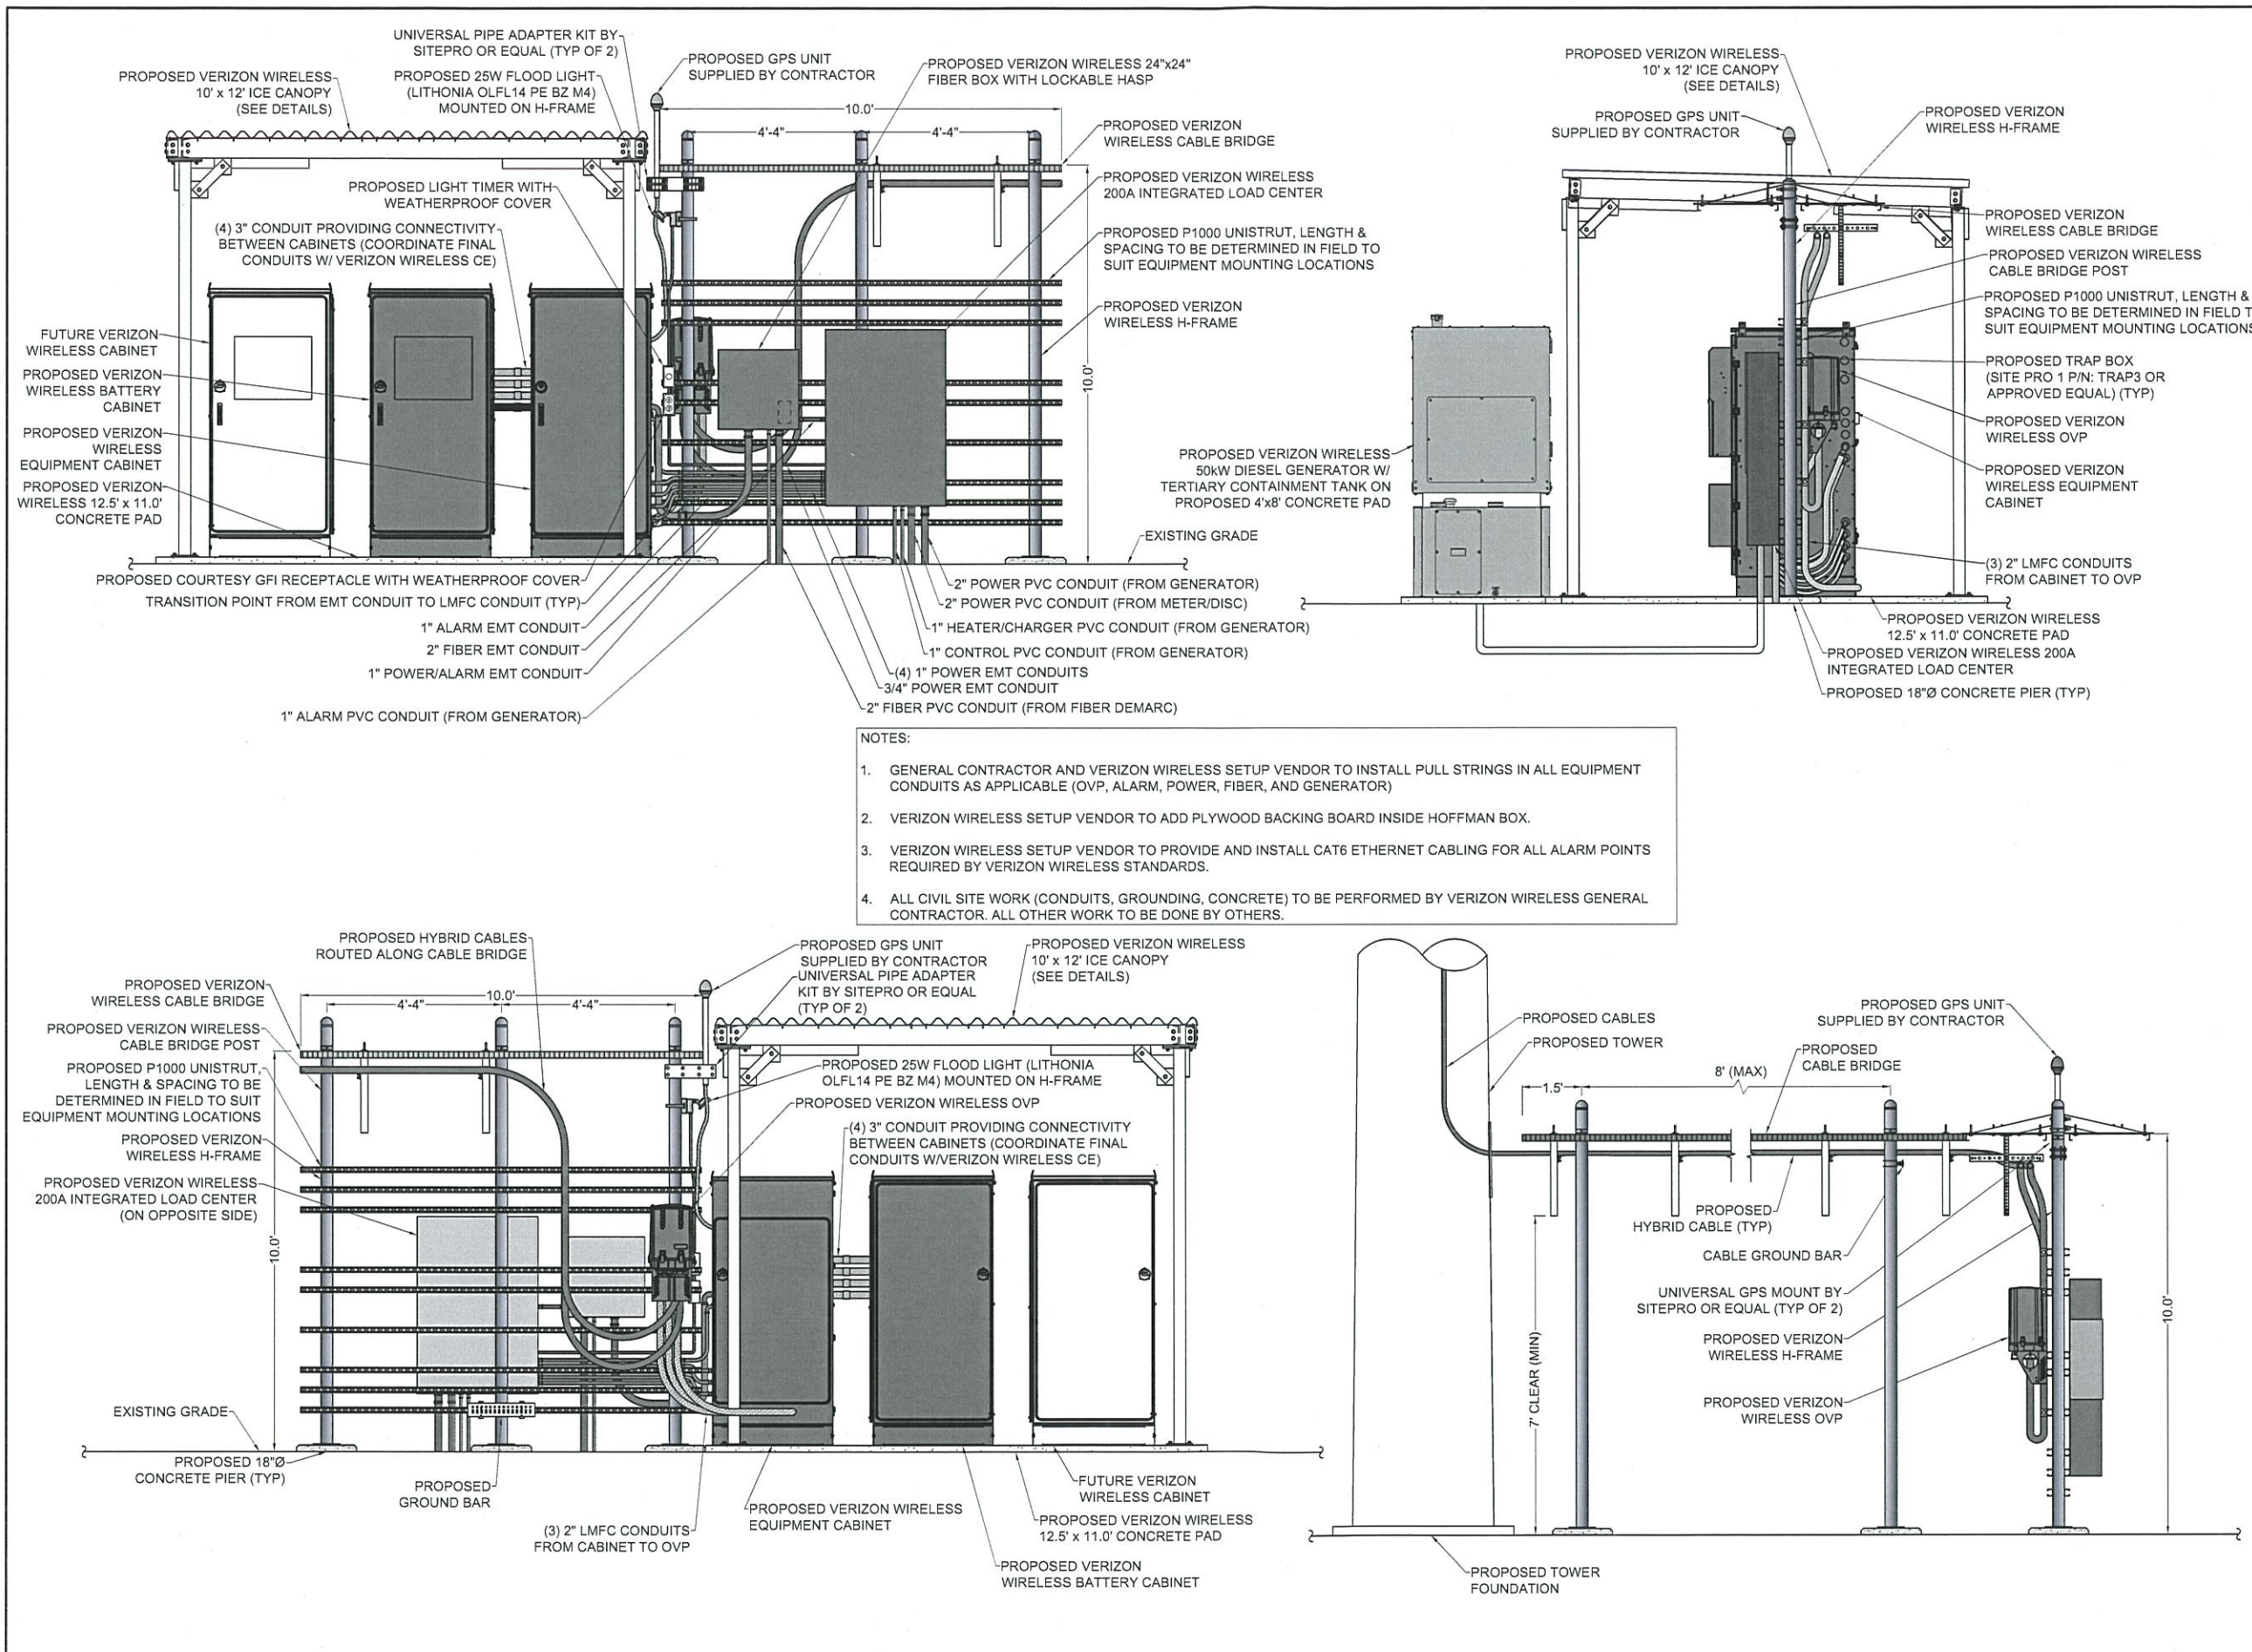 UNIVERSAL PIPE ADAPTER KIT BY
SITEPRO OR EQUAL (TYP OF 2)
PROPOSED VERIZON WIRELESS
10' x 12' ICE CANOPY
(SEE DETAILS)
PROPOSED 25W FLOOD LIGHT
(LITHONIA OLFL14 PE BZ M4)
MOUNTED ON H-FRAME
PROPOSED GPS UNIT
SUPPLIED BY CONTRACTOR
PROPOSED VERIZON WIRELESS 24"x24"
FIBER BOX WITH LOCKABLE HASP
10.0'
4'-4"
4'-4"
PROPOSED VERIZON
WIRELESS CABLE BRIDGE
PROPOSED LIGHT TIMER WITH
WEATHERPROOF COVER
PROPOSED VERIZON WIRELESS
200A INTEGRATED LOAD CENTER
(4) 3" CONDUIT PROVIDING CONNECTIVITY
BETWEEN CABINETS (COORDINATE FINAL
CONDUITS W/ VERIZON WIRELESS CE)
PROPOSED P1000 UNISTRUT, LENGTH &
SPACING TO BE DETERMINED IN FIELD TO
SUIT EQUIPMENT MOUNTING LOCATIONS
PROPOSED VERIZON
WIRELESS H-FRAME
10.0'
FUTURE VERIZON
WIRELESS CABINET
PROPOSED VERIZON
WIRELESS BATTERY
CABINET
PROPOSED VERIZON
WIRELESS
EQUIPMENT CABINET
PROPOSED VERIZON
WIRELESS 12.5' x 11.0'
CONCRETE PAD
EXISTING GRADE
PROPOSED COURTESY GFI RECEPTACLE WITH WEATHERPROOF COVER
TRANSITION POINT FROM EMT CONDUIT TO LMFC CONDUIT (TYP)
1" ALARM EMT CONDUIT
2" FIBER EMT CONDUIT
1" POWER/ALARM EMT CONDUIT
1" ALARM PVC CONDUIT (FROM GENERATOR)
2" POWER PVC CONDUIT (FROM GENERATOR)
2" POWER PVC CONDUIT (FROM METER/DISC)
1" HEATER/CHARGER PVC CONDUIT (FROM GENERATOR)
1" CONTROL PVC CONDUIT (FROM GENERATOR)
(4) 1" POWER EMT CONDUITS
3/4" POWER EMT CONDUIT
2" FIBER PVC CONDUIT (FROM FIBER DEMARC)
PROPOSED VERIZON WIRELESS
10' x 12' ICE CANOPY
(SEE DETAILS)
PROPOSED GPS UNIT
SUPPLIED BY CONTRACTOR
PROPOSED VERIZON
WIRELESS H-FRAME
PROPOSED VERIZON
WIRELESS CABLE BRIDGE
PROPOSED VERIZON WIRELESS
CABLE BRIDGE POST
PROPOSED P1000 UNISTRUT, LENGTH &
SPACING TO BE DETERMINED IN FIELD T
SUIT EQUIPMENT MOUNTING LOCATIONS
PROPOSED TRAP BOX
(SITE PRO 1 P/N: TRAP3 OR
APPROVED EQUAL) (TYP)
PROPOSED VERIZON
WIRELESS OVP
PROPOSED VERIZON
WIRELESS EQUIPMENT
CABINET
PROPOSED VERIZON WIRELESS
50kW DIESEL GENERATOR W/
TERTIARY CONTAINMENT TANK ON
PROPOSED 4'x8' CONCRETE PAD
(3) 2" LMFC CONDUITS
FROM CABINET TO OVP
PROPOSED VERIZON WIRELESS
12.5' x 11.0' CONCRETE PAD
PROPOSED VERIZON WIRELESS 200A
INTEGRATED LOAD CENTER
PROPOSED 18"Ø CONCRETE PIER (TYP)
NOTES:
1. GENERAL CONTRACTOR AND VERIZON WIRELESS SETUP VENDOR TO INSTALL PULL STRINGS IN ALL EQUIPMENT
CONDUITS AS APPLICABLE (OVP, ALARM, POWER, FIBER, AND GENERATOR)
2. VERIZON WIRELESS SETUP VENDOR TO ADD PLYWOOD BACKING BOARD INSIDE HOFFMAN BOX.
3. VERIZON WIRELESS SETUP VENDOR TO PROVIDE AND INSTALL CAT6 ETHERNET CABLING FOR ALL ALARM POINTS
REQUIRED BY VERIZON WIRELESS STANDARDS.
4. ALL CIVIL SITE WORK (CONDUITS, GROUNDING, CONCRETE) TO BE PERFORMED BY VERIZON WIRELESS GENERAL
CONTRACTOR. ALL OTHER WORK TO BE DONE BY OTHERS.
PROPOSED HYBRID CABLES
ROUTED ALONG CABLE BRIDGE
PROPOSED GPS UNIT
SUPPLIED BY CONTRACTOR
UNIVERSAL PIPE ADAPTER
KIT BY SITEPRO OR EQUAL
(TYP OF 2)
PROPOSED VERIZON WIRELESS
10' x 12' ICE CANOPY
(SEE DETAILS)
PROPOSED VERIZON
WIRELESS CABLE BRIDGE
10.0'
4'-4"
4'-4"
PROPOSED VERIZON WIRELESS
CABLE BRIDGE POST
PROPOSED P1000 UNISTRUT,
LENGTH & SPACING TO BE
DETERMINED IN FIELD TO SUIT
EQUIPMENT MOUNTING LOCATIONS
PROPOSED 25W FLOOD LIGHT (LITHONIA
OLFL14 PE BZ M4) MOUNTED ON H-FRAME
PROPOSED VERIZON WIRELESS OVP
PROPOSED VERIZON
WIRELESS H-FRAME
(4) 3" CONDUIT PROVIDING CONNECTIVITY
BETWEEN CABINETS (COORDINATE FINAL
CONDUITS W/VERIZON WIRELESS CE)
PROPOSED VERIZON WIRELESS
200A INTEGRATED LOAD CENTER
(ON OPPOSITE SIDE)
10.0'
EXISTING GRADE
PROPOSED 18"Ø
CONCRETE PIER (TYP)
PROPOSED
GROUND BAR
(3) 2" LMFC CONDUITS
FROM CABINET TO OVP
PROPOSED VERIZON WIRELESS
EQUIPMENT CABINET
FUTURE VERIZON
WIRELESS CABINET
PROPOSED VERIZON WIRELESS
12.5' x 11.0' CONCRETE PAD
PROPOSED VERIZON
WIRELESS BATTERY CABINET
PROPOSED CABLES
PROPOSED TOWER
PROPOSED GPS UNIT
SUPPLIED BY CONTRACTOR
PROPOSED
CABLE BRIDGE
1.5'
8' (MAX)
PROPOSED
HYBRID CABLE (TYP)
CABLE GROUND BAR
UNIVERSAL GPS MOUNT BY
SITEPRO OR EQUAL (TYP OF 2)
PROPOSED VERIZON
WIRELESS H-FRAME
PROPOSED VERIZON
WIRELESS OVP
7' CLEAR (MIN)
10.0'
PROPOSED TOWER
FOUNDATION